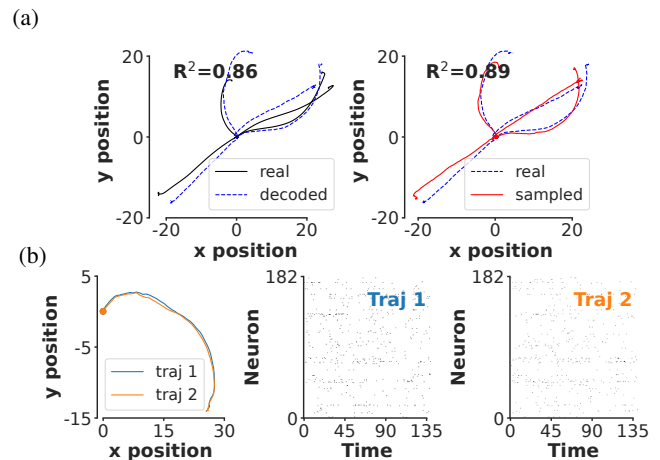 (a)
20
0
-20
y position
R²=0.86
real
decoded
-20
0
20
x position
20
0
-20
y position
R²=0.89
real
sampled
-20
0
20
x position
(b)
5
-5
-15
y position
traj 1
traj 2
0
15
30
x position
182
0
Neuron
Traj 1
0
45
90
135
Time
182
0
Neuron
Traj 2
0
45
90
135
Time